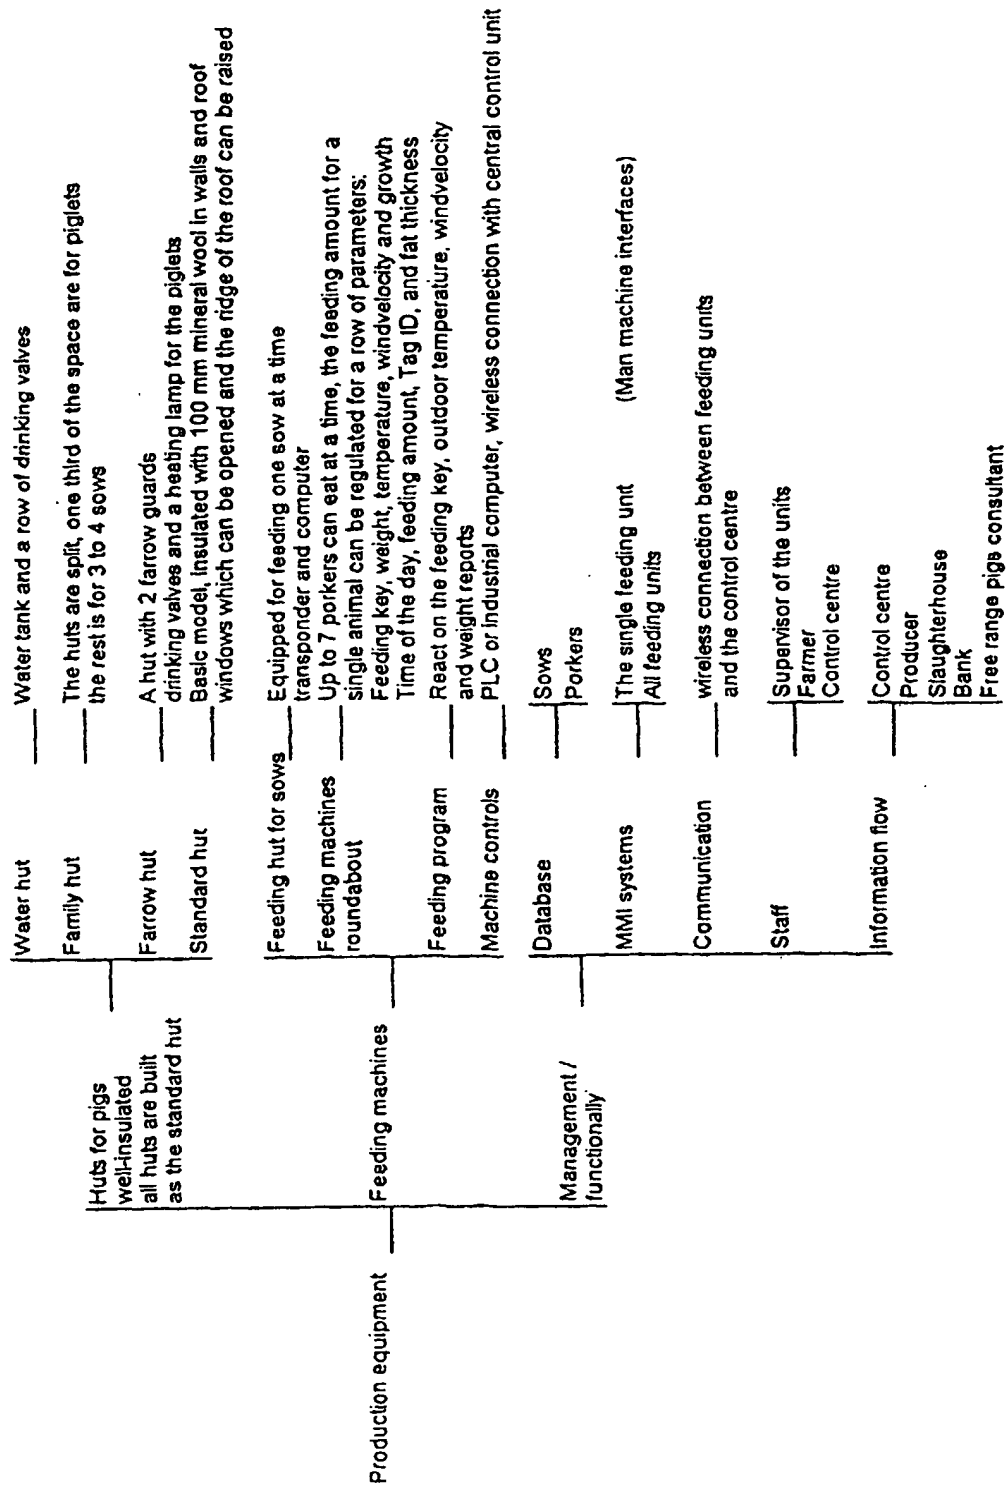 Production equipment
Huts for pigs
well-insulated
all huts are built
as the standard hut
Water hut
Water tank and a row of drinking valves
Family hut
The huts are split, one third of the space are for piglets
the rest is for 3 to 4 sows
Farrow hut
A hut with 2 farrow guards
drinking valves and a heeting lamp for the piglets
Standard hut
Basic model, insulated with 100 mm mineral wool in walls and roof
windows which can be opened and the ridge of the roof can be raised
Feeding machines
Feeding hut for sows
Equipped for feeding one sow at a time
transponder and computer
Feeding machines
roundabout
Up to 7 porkers can eat at a time, the feeding amount for a
single animal can be regulated for a row of parameters:
Feeding key, weight, temperature, windvelocity and growth
Time of the day, feeding amount, Tag ID, and fat thickness
Feeding program
React on the feeding key, outdoor temperature, windvelocity
and weight reports
Machine controls
PLC or industrial computer, wireless connection with central control unit
Management /
functionally
Database
Sows
Porkers
MMI systems
The single feeding unit (Man machine interfaces)
All feeding units
Communication
wireless connection between feeding units
and the control centre
Staff
Supervisor of the units
Farmer
Control centre
Information flow
Control centre
Producer
Slaughterhouse
Bank
Free range pigs consultant